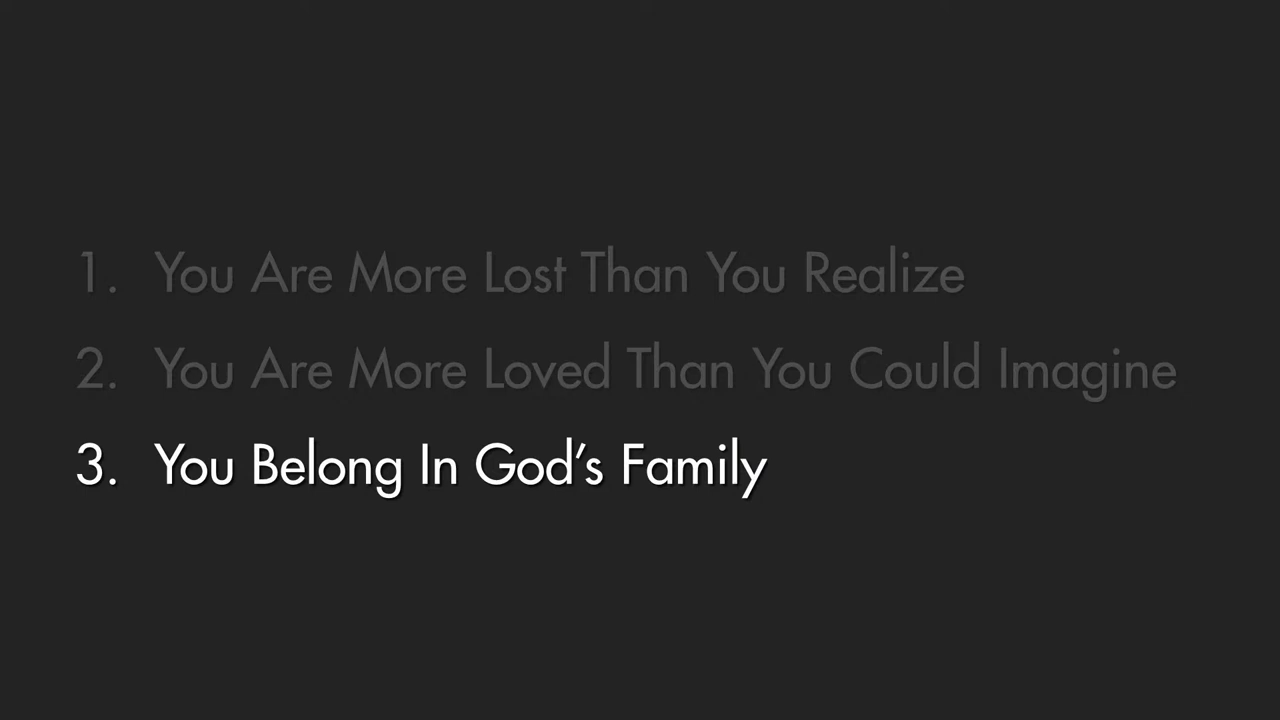 1. You Are More Lost Than You Realize
2. You Are More Loved Than You Could Imagine
3. You Belong In God’s Family